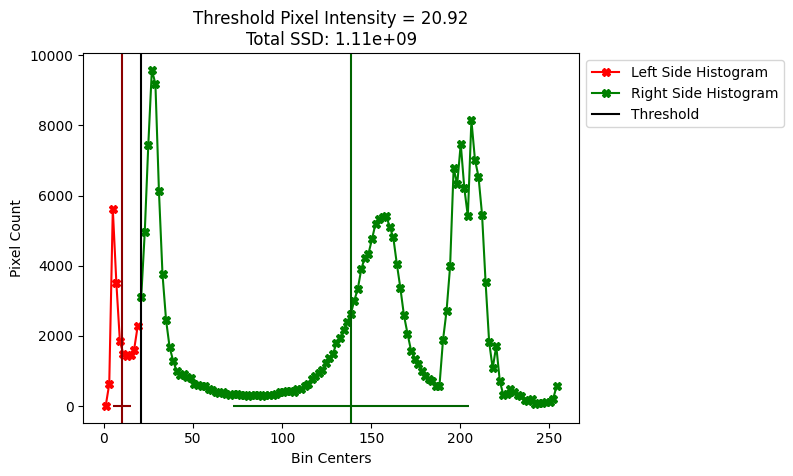 Threshold Pixel Intensity = 20.92
Total SSD: 1.11e+09
10000
8000
6000
4000
2000
0
Pixel Count
0 50 100 150 200 250
Bin Centers
Left Side Histogram
Right Side Histogram
Threshold